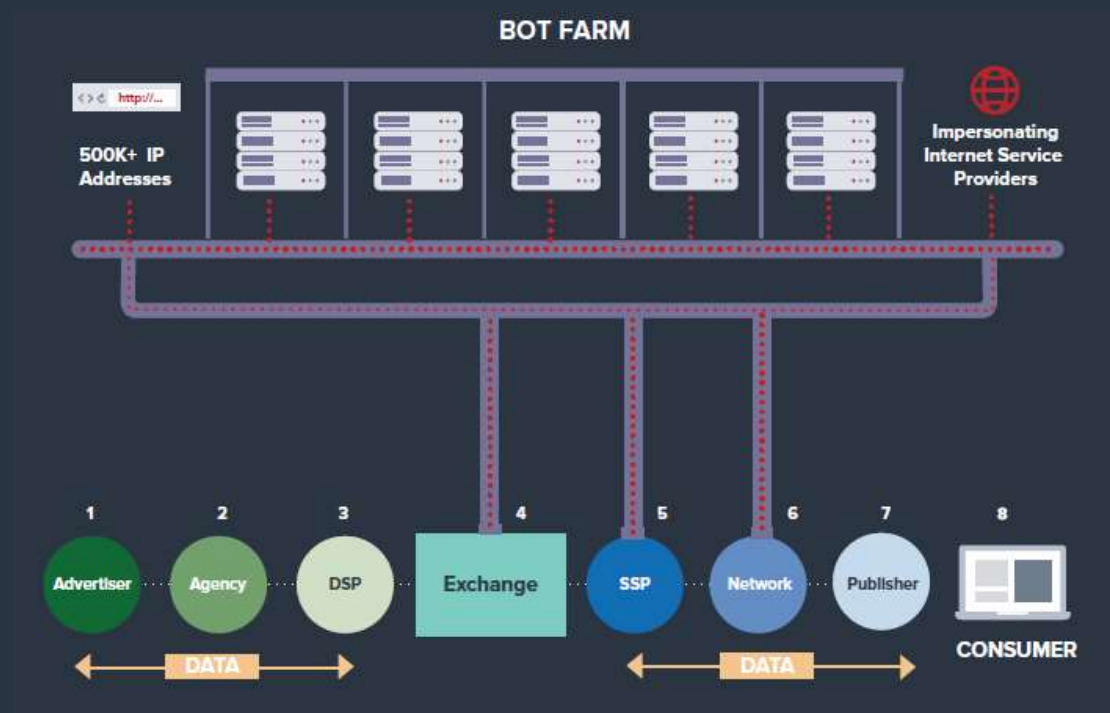 BOT FARM
http://...
500K+ IP
Addresses
Impersonating
Internet Service
Providers
1
2
3
4
5
6
7
8
Advertiser
Agency
DSP
Exchange
SSP
Network
Publisher
DATA
DATA
CONSUMER